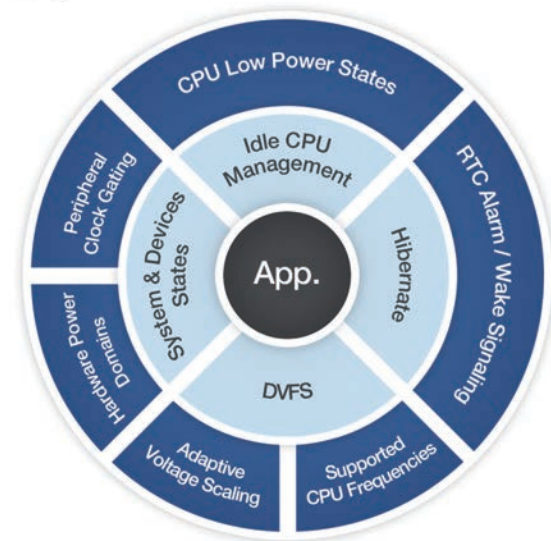 CPU Low Power States
Idle CPU
Management
Peripheral
Clock Gating
System & Devices
States
App.
Hibernate
RTC Alarm / Wake Signaling
Hardware Power
Domains
DVFS
Adaptive
Voltage Scaling
Supported
CPU Frequencies